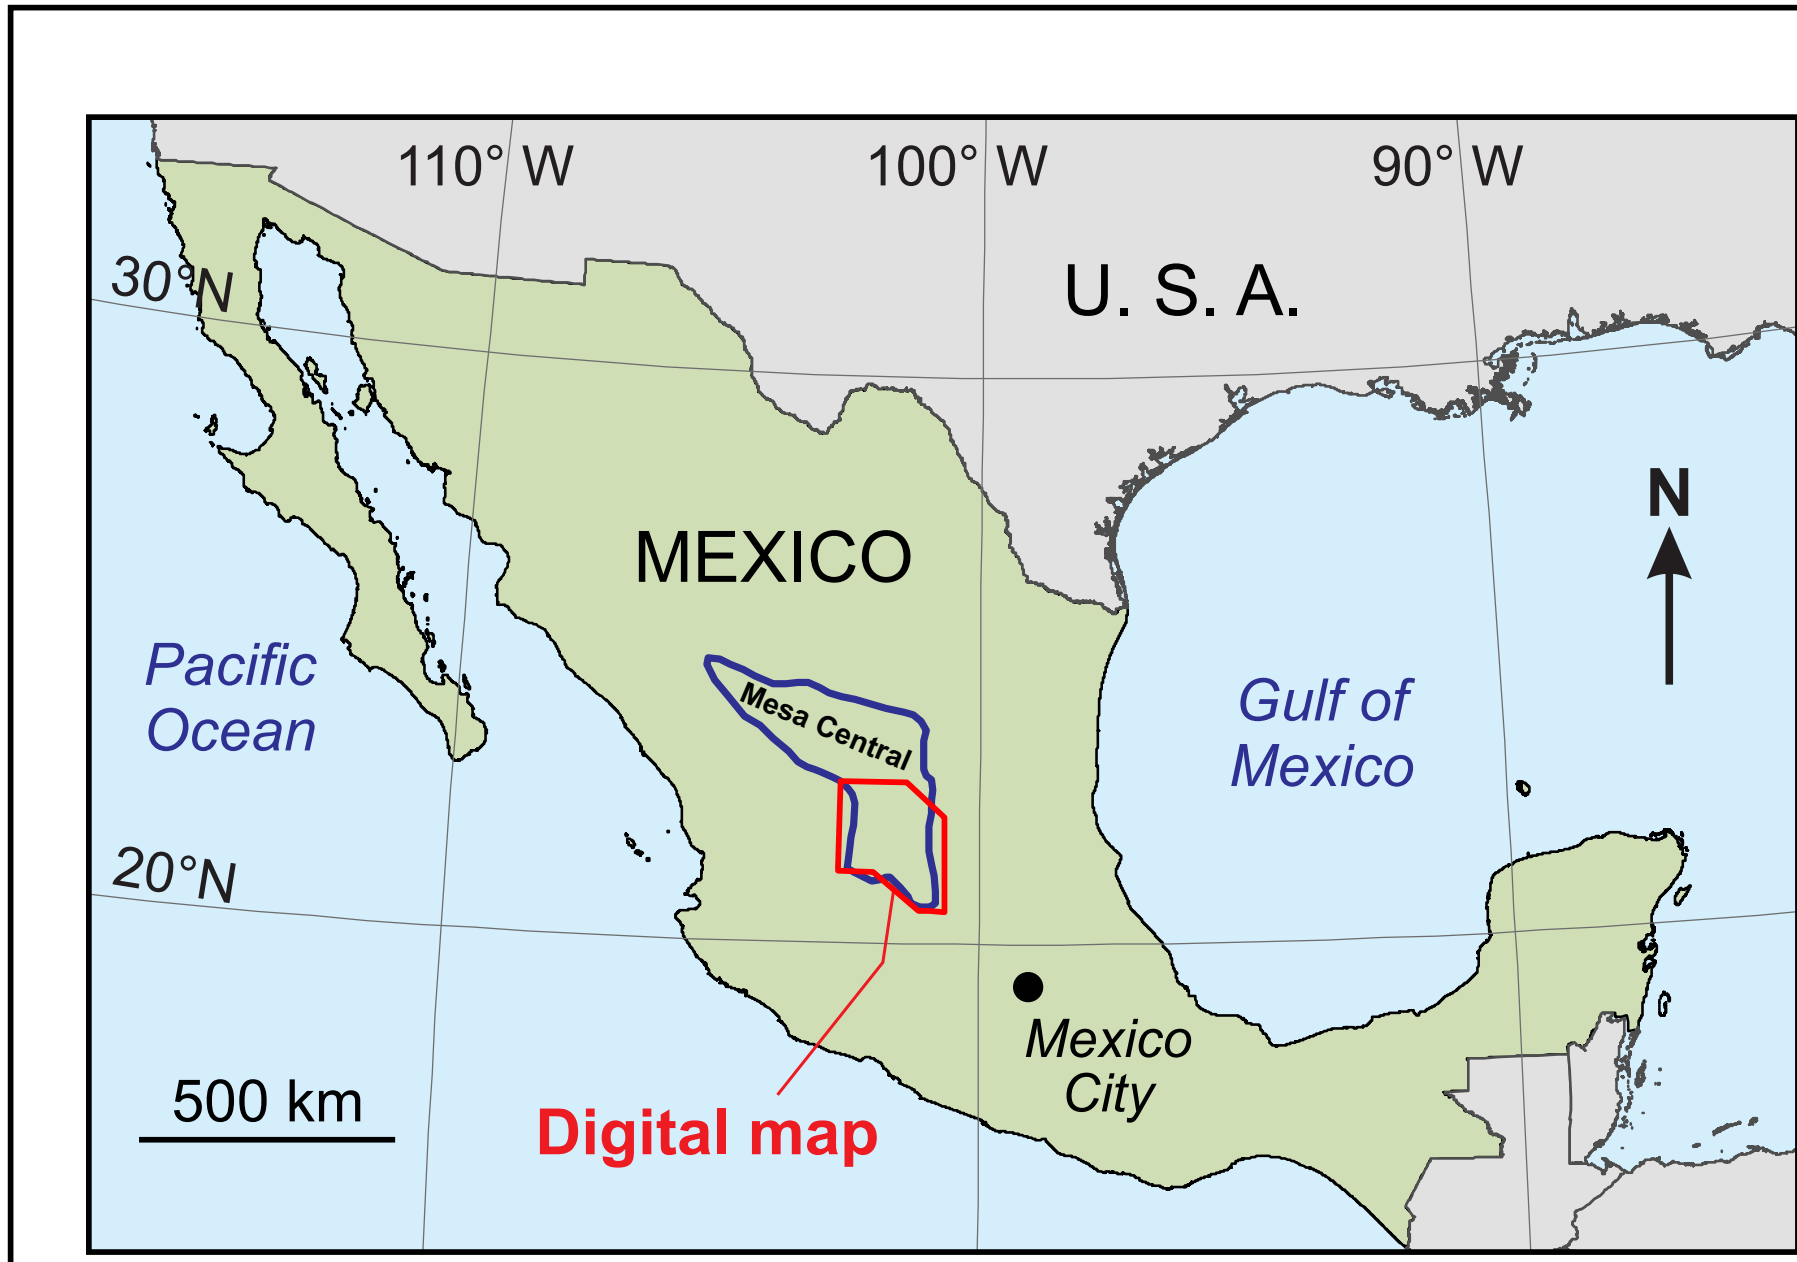 110° W
100° W
90° W
30°N
U. S. A.
N
MEXICO
Pacific
Ocean
Gulf of
Mexico
Mesa Central
20°N
Mexico
City
500 km
Digital map